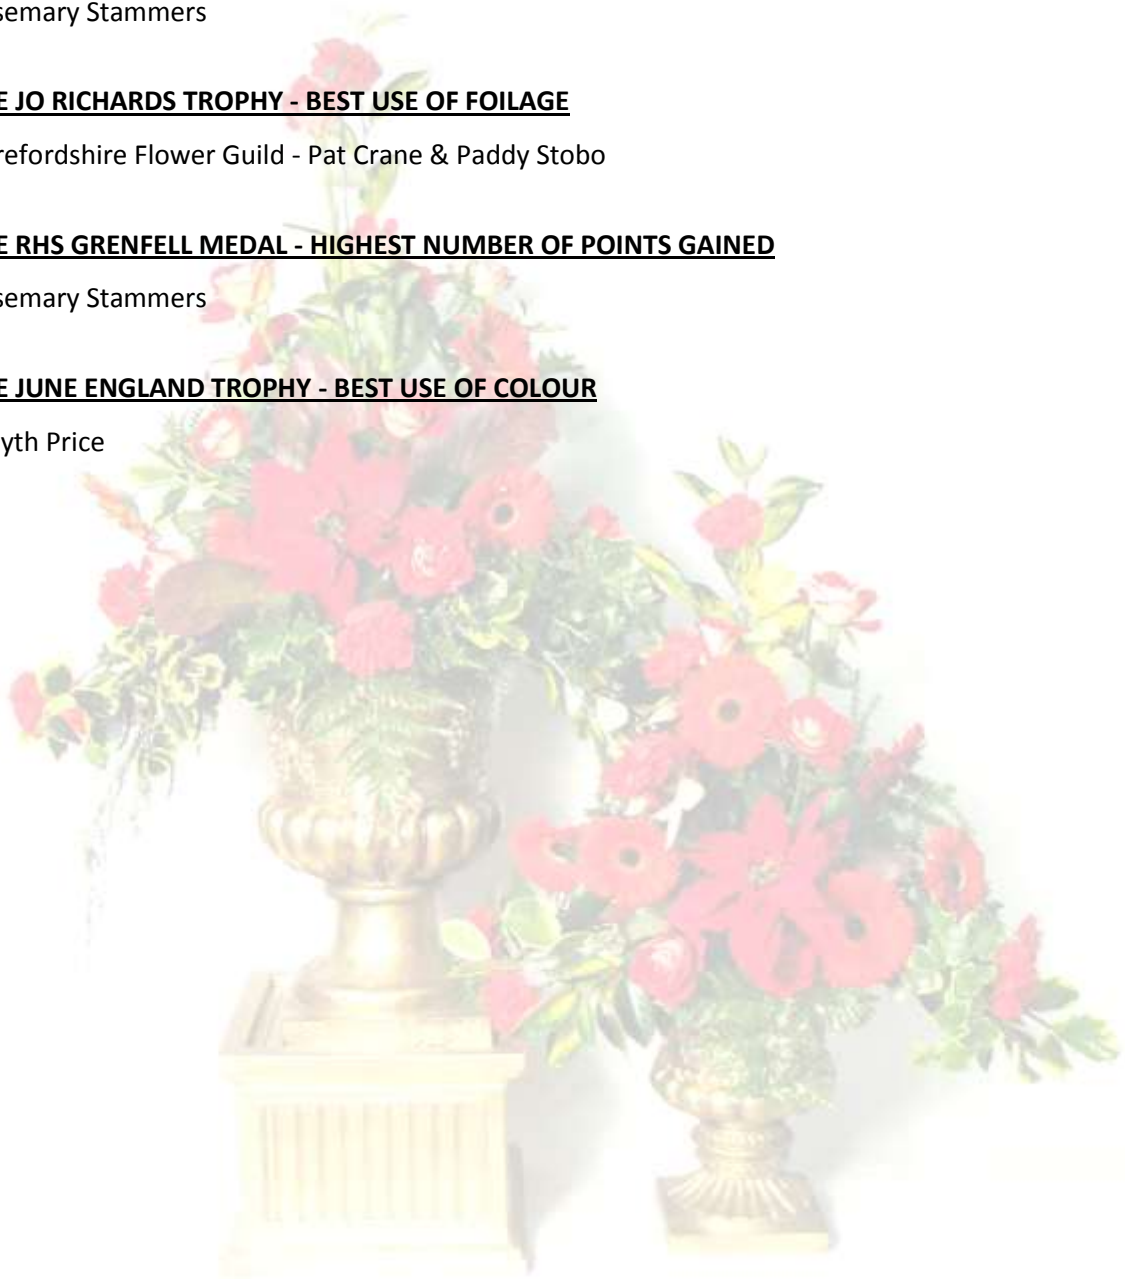 semary Stammers
E JO RICHARDS TROPHY - BEST USE OF FOILAGE
refordshire Flower Guild - Pat Crane & Paddy Stobo
E RHS GRENFELL MEDAL - HIGHEST NUMBER OF POINTS GAINED
semary Stammers
E JUNE ENGLAND TROPHY - BEST USE OF COLOUR
yth Price